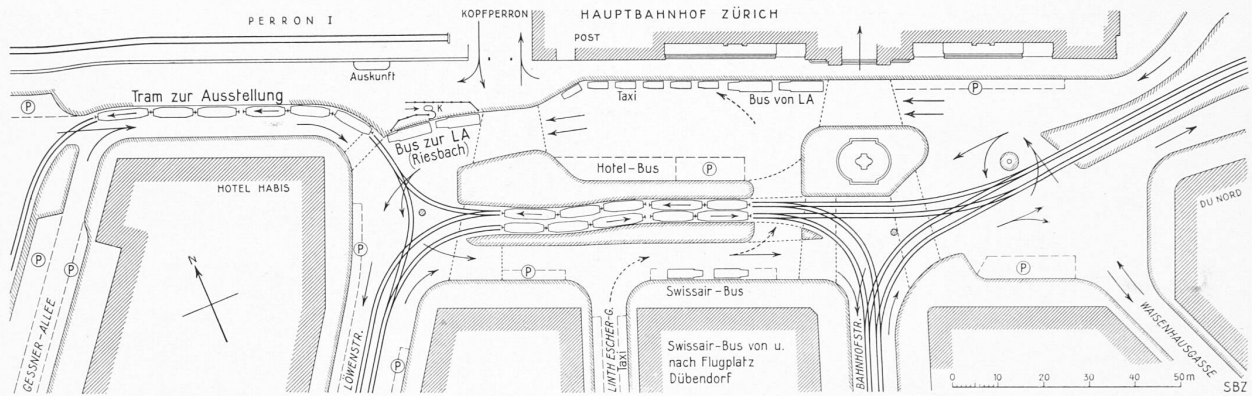 PERRON I
KOPFPERRON
HAUPTBAHNHOF ZÜRICH
POST
Auskunft
P
Tram zur Ausstellung
K
Taxi
Bus von LA
P
Bus zur LA
(Riesbach)
Hotel-Bus
P
HOTEL HABIS
DU NORD
P
P
P
P
P
P
N
Swissair-Bus
GESSNER-ALLEE
LÖWENSTR.
P
LINTH ESCHER-G.
Taxi
Swissair-Bus von u.
nach Flugplatz
Dübendorf
BAHNHOFSTR.
WAISENHAUSGASSE
0 10 20 30 40 50 m
SBZ